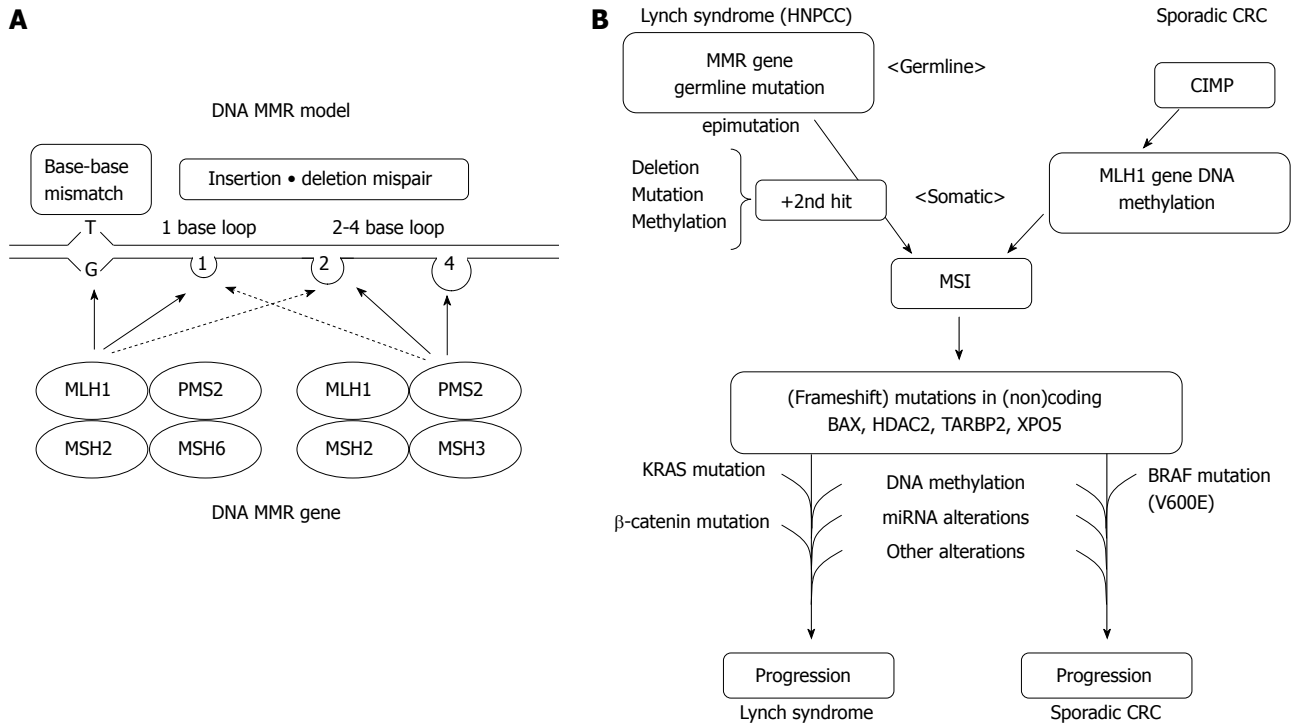 A
DNA MMR model
Base-base
mismatch
Insertion • deletion mispair
T
1 base loop
2-4 base loop
G
1
2
4
MLH1
PMS2
MLH1
PMS2
MSH2
MSH6
MSH2
MSH3
DNA MMR gene
B
Lynch syndrome (HNPCC)
Sporadic CRC
MMR gene
germline mutation
<Germline>
CIMP
epimutation
Deletion
Mutation
Methylation
+2nd hit
<Somatic>
MLH1 gene DNA
methylation
MSI
(Frameshift) mutations in (non)coding
BAX, HDAC2, TARBP2, XPO5
KRAS mutation
β-catenin mutation
DNA methylation
miRNA alterations
Other alterations
BRAF mutation
(V600E)
Progression
Lynch syndrome
Progression
Sporadic CRC